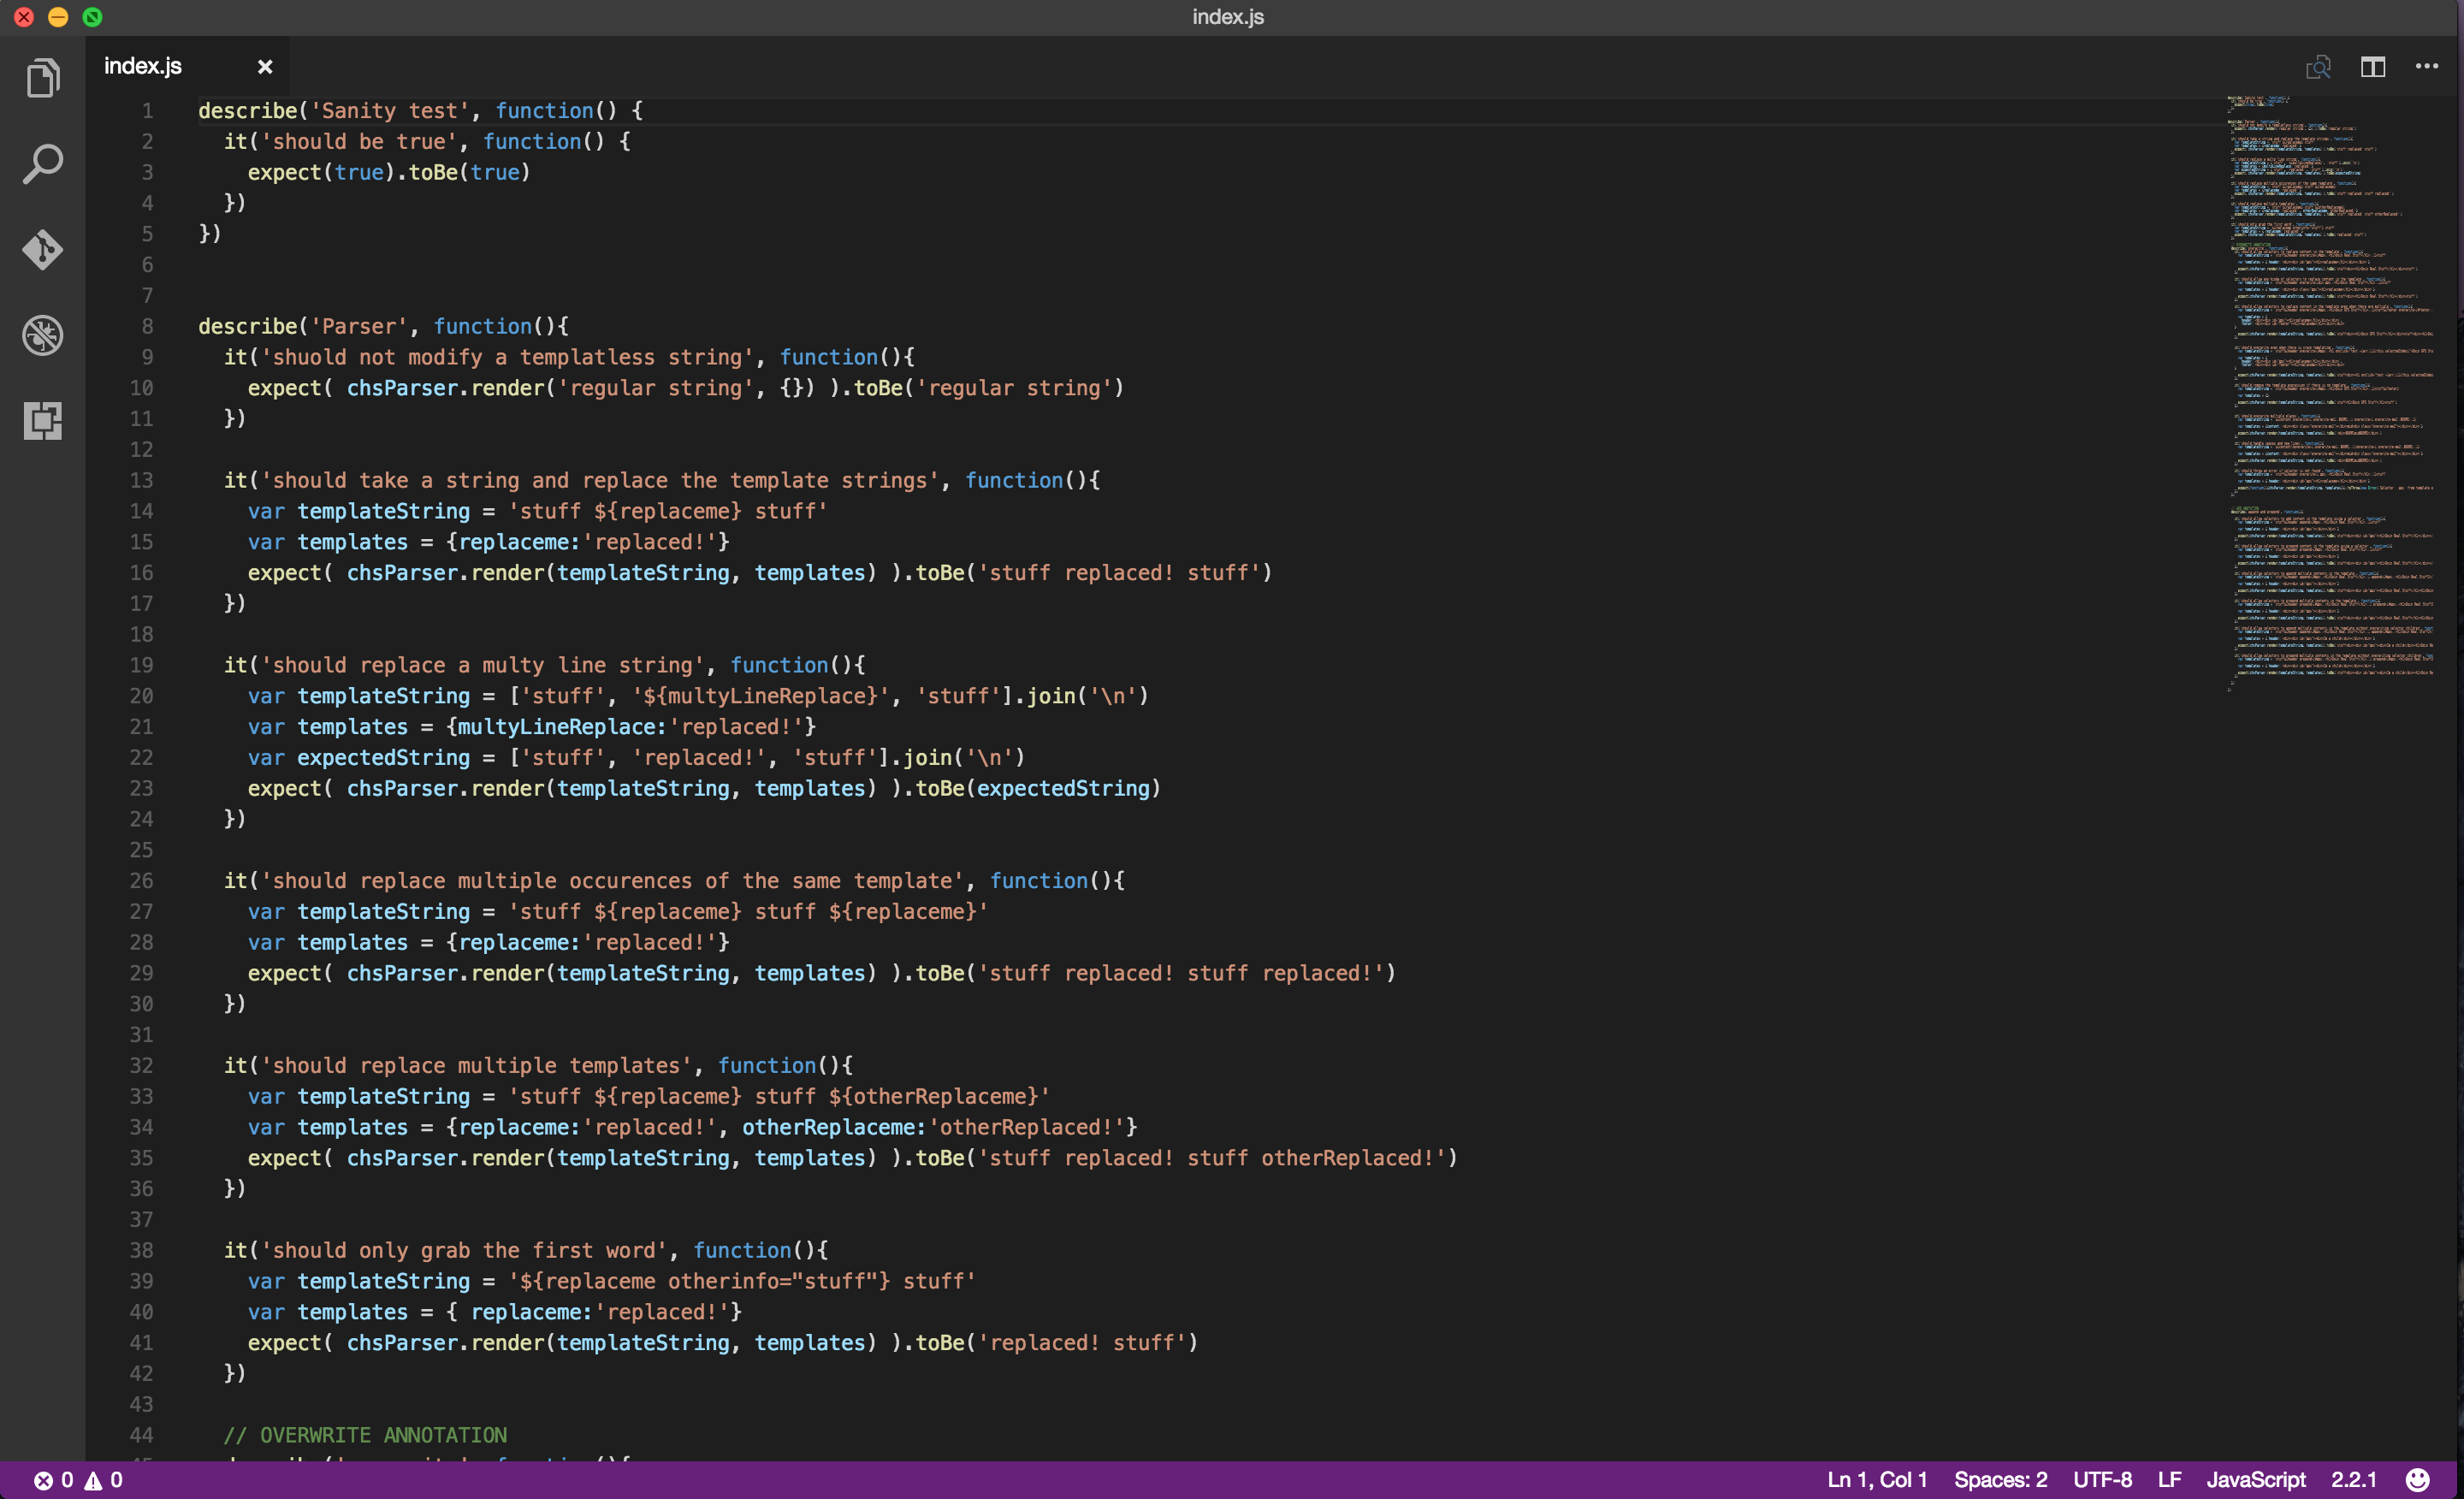 index.js
index.js
1 describe('Sanity test', function() {
2 it('should be true', function() {
3 expect(true).toBe(true)
4 })
5 })
6
7
8 describe('Parser', function(){
9 it('shuold not modify a templatless string', function(){
10 expect( chsParser.render('regular string', {}) ).toBe('regular string')
11 })
12
13 it('should take a string and replace the template strings', function(){
14 var templateString = 'stuff ${replaceme} stuff'
15 var templates = {replaceme:'replaced!'}
16 expect( chsParser.render(templateString, templates) ).toBe('stuff replaced! stuff')
17 })
18
19 it('should replace a multy line string', function(){
20 var templateString = ['stuff', '${multyLineReplace}', 'stuff'].join('\n')
21 var templates = {multyLineReplace:'replaced!'}
22 var expectedString = ['stuff', 'replaced!', 'stuff'].join('\n')
23 expect( chsParser.render(templateString, templates) ).toBe(expectedString)
24 })
25
26 it('should replace multiple occurences of the same template', function(){
27 var templateString = 'stuff ${replaceme} stuff ${replaceme}'
28 var templates = {replaceme:'replaced!'}
29 expect( chsParser.render(templateString, templates) ).toBe('stuff replaced! stuff replaced!')
30 })
31
32 it('should replace multiple templates', function(){
33 var templateString = 'stuff ${replaceme} stuff ${otherReplaceme}'
34 var templates = {replaceme:'replaced!', otherReplaceme:'otherReplaced!'}
35 expect( chsParser.render(templateString, templates) ).toBe('stuff replaced! stuff otherReplaced!')
36 })
37
38 it('should only grab the first word', function(){
39 var templateString = '${replaceme otherinfo="stuff"} stuff'
40 var templates = { replaceme:'replaced!'}
41 expect( chsParser.render(templateString, templates) ).toBe('replaced! stuff')
42 })
43
44 // OVERWRITE ANNOTATION
0 0
Ln 1, Col 1 Spaces: 2 UTF-8 LF JavaScript 2.2.1